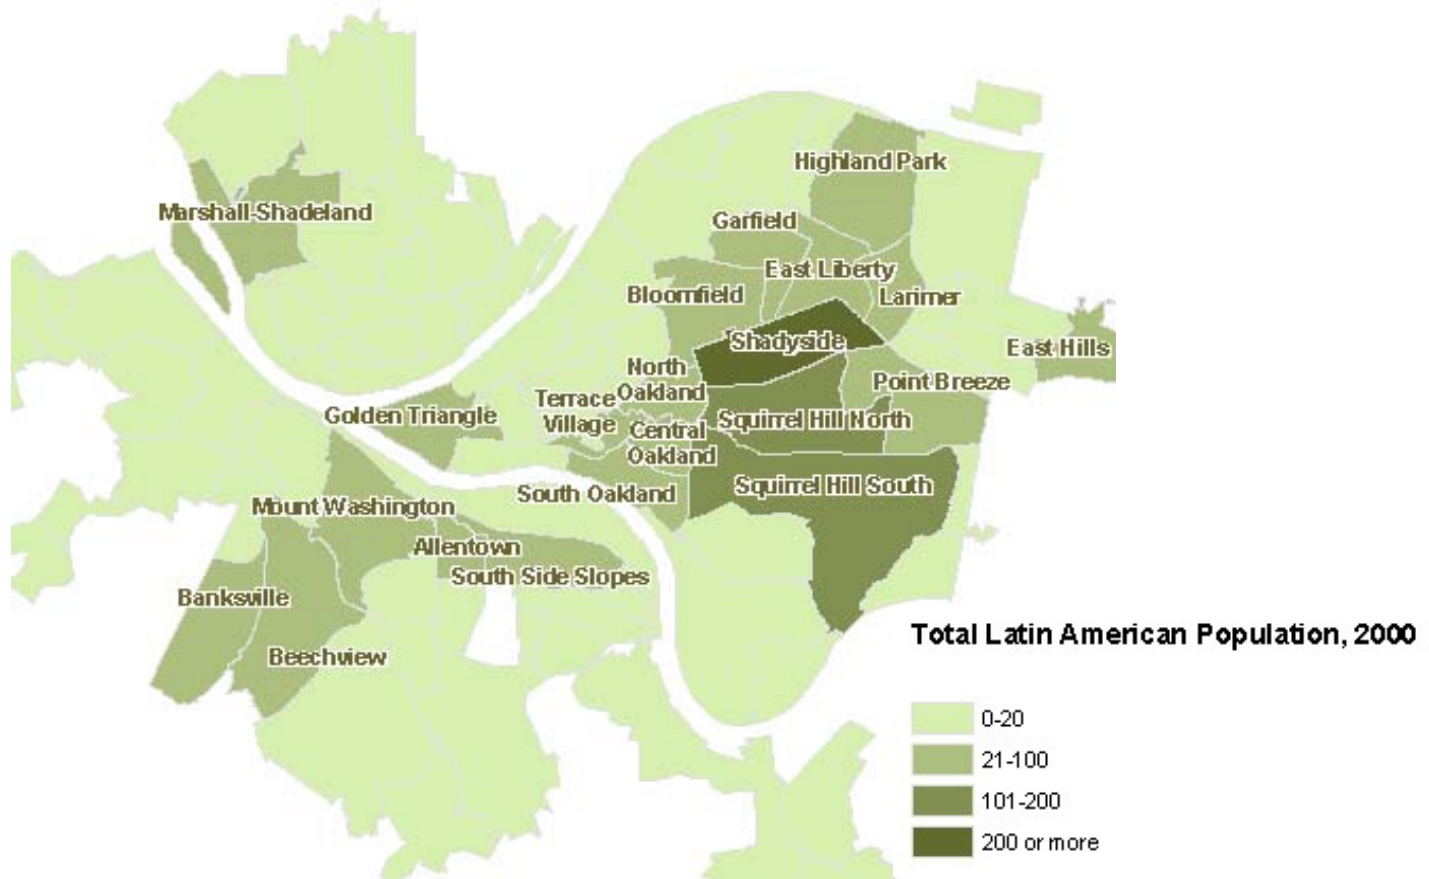 Highland Park
Marshall-Shadeland
Garfield
East Liberty
Bloomfield
Larimer
Shadyside
East Hills
North
Oakland
Point Breeze
Terrace
Village
Golden Triangle
Squirrel Hill North
Central
Oakland
South Oakland
Squirrel Hill South
Mount Washington
Allentown
South Side Slopes
Banksville
Beechview
Total Latin American Population, 2000
0-20
21-100
101-200
200 or more